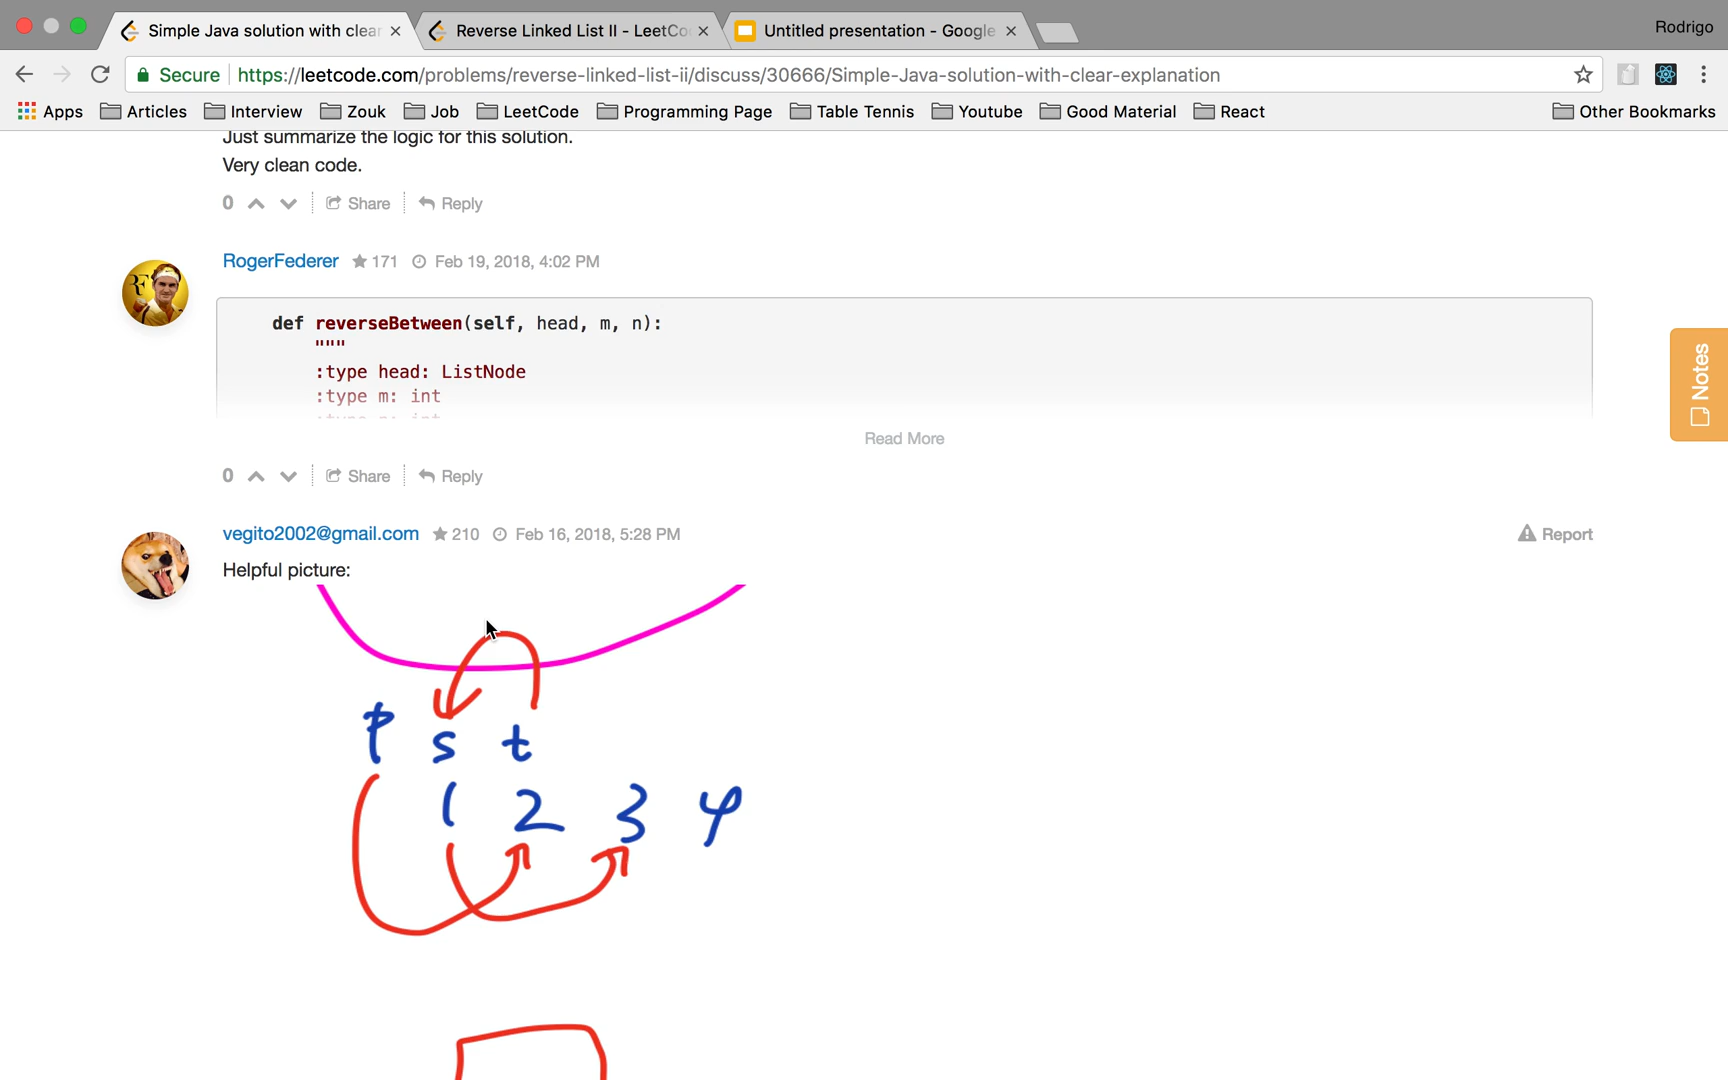 Simple Java solution with clear
Reverse Linked List II - LeetCo
Untitled presentation - Google
Rodrigo
Secure
https://leetcode.com/problems/reverse-linked-list-ii/discuss/30666/Simple-Java-solution-with-clear-explanation
Apps
Articles
Interview
Zouk
Job
LeetCode
Programming Page
Table Tennis
Youtube
Good Material
React
Other Bookmarks
Just summarize the logic for this solution.
Very clean code.
0
Share
Reply
RogerFederer
171
Feb 19, 2018, 4:02 PM
def reverseBetween(self, head, m, n):
"""
:type head: ListNode
:type m: int
Read More
0
Share
Reply
Notes
vegito2002@gmail.com
210
Feb 16, 2018, 5:28 PM
Report
Helpful picture:
p s t
1 2 3 4